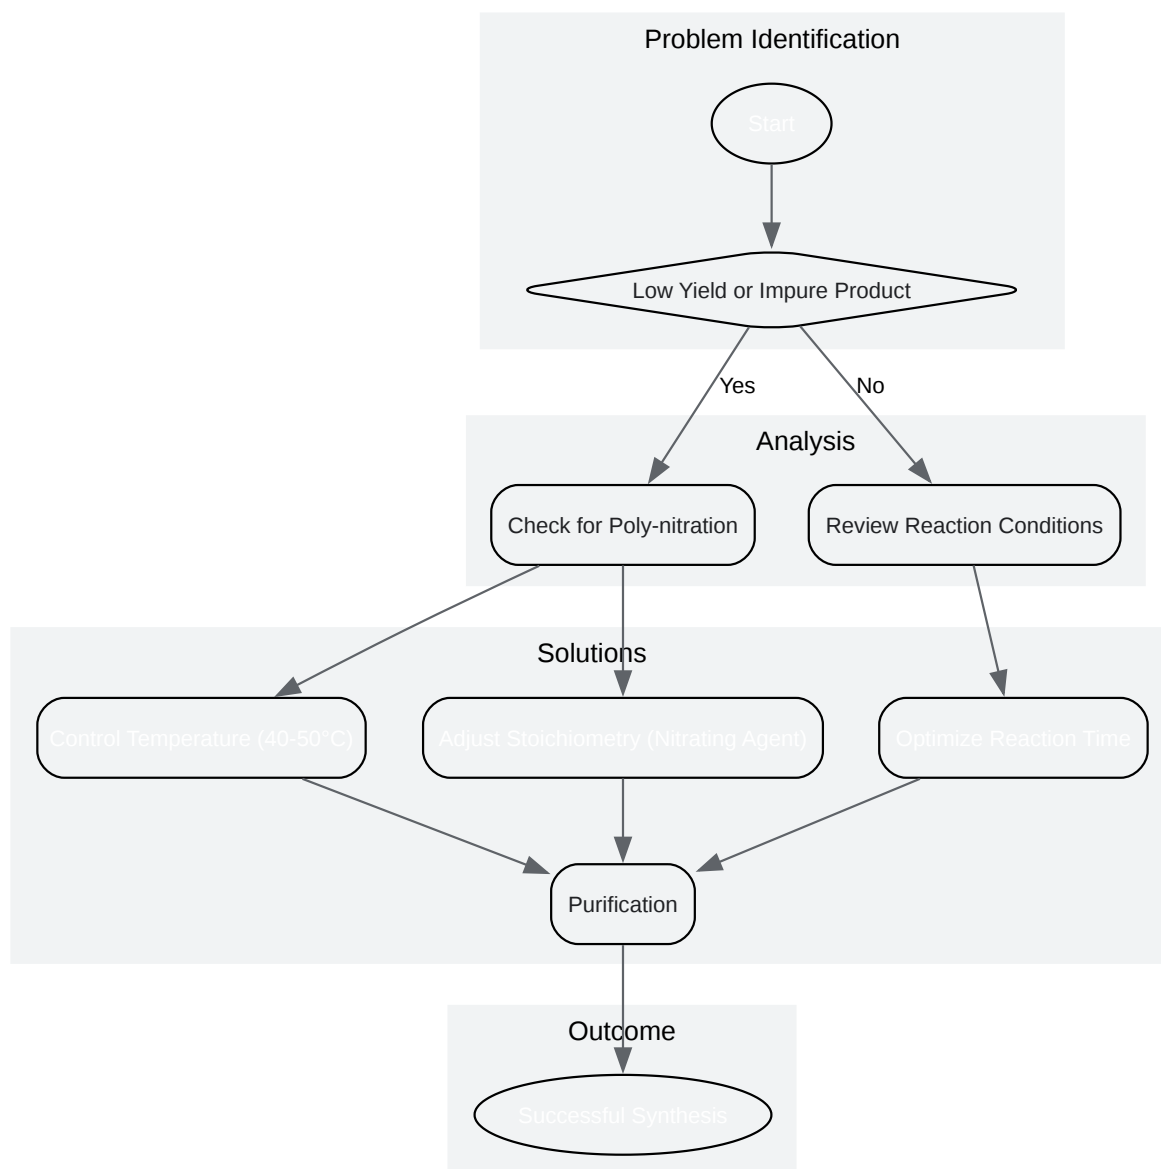 Problem Identification
Start
Low Yield or Impure Product
Yes
No
Analysis
Check for Poly-nitration
Review Reaction Conditions
Solutions
Control Temperature (40-50°C)
Adjust Stoichiometry (Nitrating Agent)
Optimize Reaction Time
Purification
Outcome
Successful Synthesis